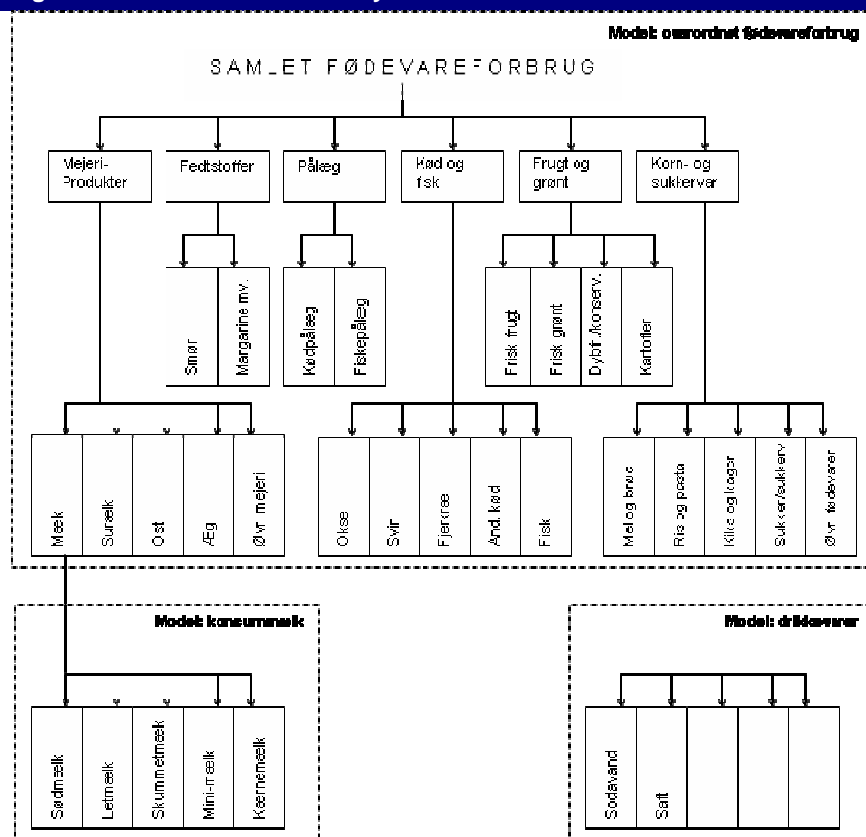 Model: overordnet fødevareforbrug
SAMLET FØDEVAREFORBRUG
Mejeri-
Produkter
Fedtstoffer
Pålæg
Kød og
fisk
Frugt og
grønt
Korn- og
sukkervar
Smør
Margarine mv.
Kødpålæg
Fiskepålæg
Frisk frugt
Frisk grønt
Dybfr./konserv.
Kartofler
Mælk
Surælk
Ost
Æg
Øvr mejeri
Okse
Svin
Fjerkræ
And. kød
Fisk
Mel og brød
Ris og pasta
Kiks og kager
Sukker/sukkerv
Øvr fødevarer
Model: konsummælk
Model: drikkevarer
Sødmælk
Letmælk
Skummetmælk
Mini-mælk
Kærnemælk
Sodavand
Saft